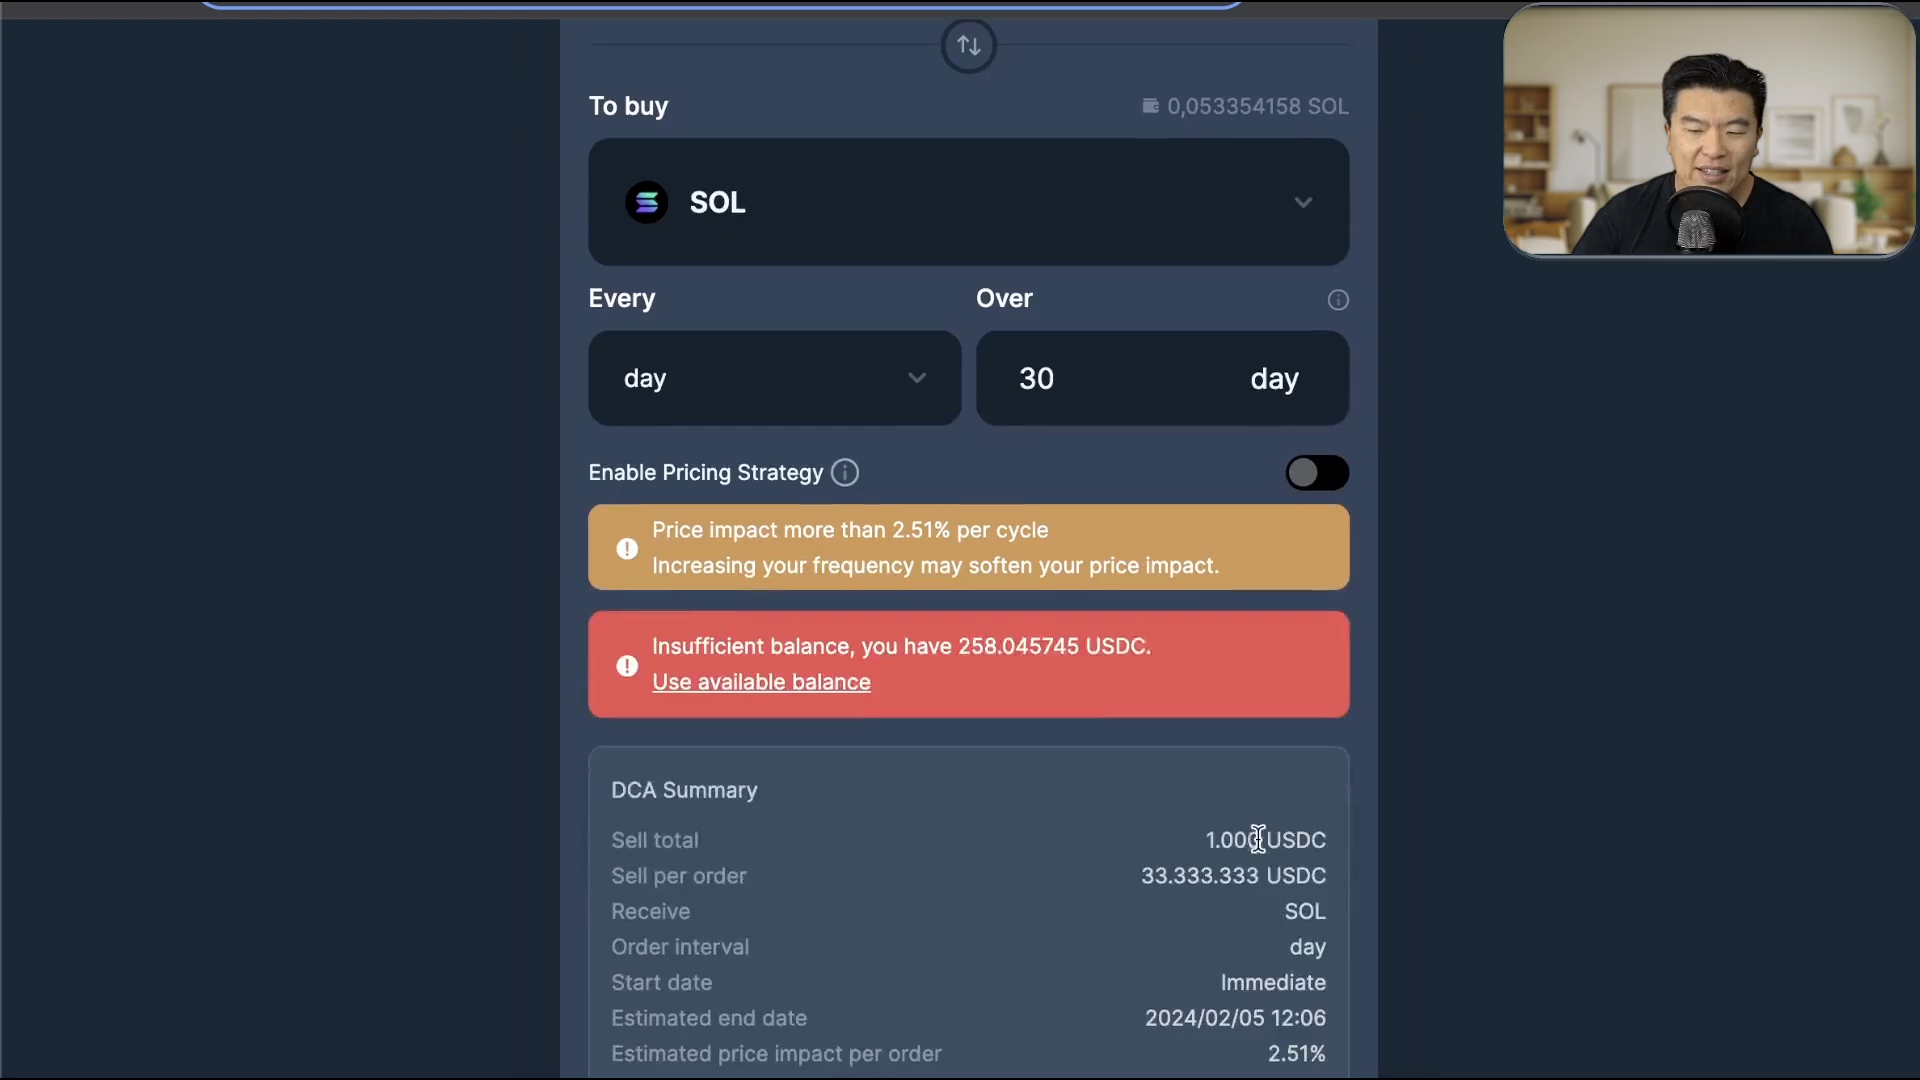 To buy
0,053354158 SOL
SOL
Every
Over
day
30 day
Enable Pricing Strategy
Price impact more than 2.51% per cycle
Increasing your frequency may soften your price impact.
Insufficient balance, you have 258.045745 USDC.
Use available balance
DCA Summary
Sell total 1.000 USDC
Sell per order 33.333.333 USDC
Receive SOL
Order interval day
Start date Immediate
Estimated end date 2024/02/05 12:06
Estimated price impact per order 2.51%